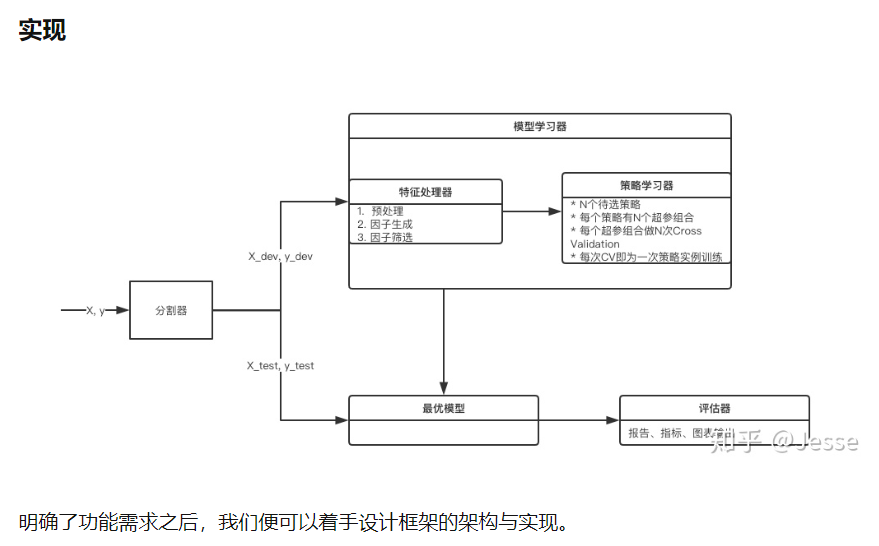 实现
模型学习器
特征处理器
1. 预处理
2. 因子生成
3. 因子筛选
策略学习器
* N个待选策略
* 每个策略有N个超参组合
* 每个超参组合做N次Cross
Validation
* 每次CV即为一次策略实例训练
X_dev, y_dev
X, y
分割器
X_test, y_test
最优模型
评估器
报告、指标、图表输出
知乎 @Jesse
明确了功能需求之后，我们便可以着手设计框架的架构与实现。